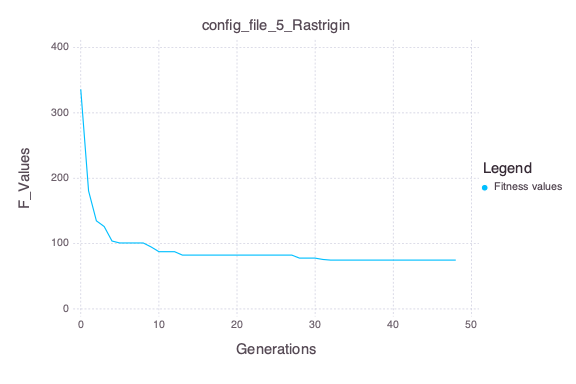 config_file_5_Rastrigin
400
300
200
100
0
F_Values
0 10 20 30 40 50
Generations
Legend
Fitness values